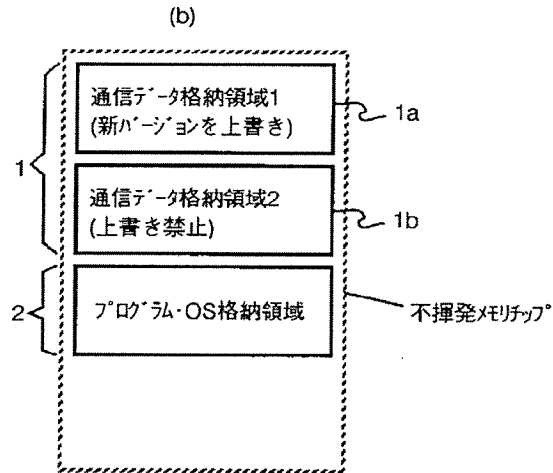 (b)
通信ﾃﾞｰﾀ格納領域1
(新ﾊﾞｰｼﾞｮﾝを上書き)
1a
1
通信ﾃﾞｰﾀ格納領域2
(上書き禁止)
1b
2
ﾌﾟﾛｸﾞﾗﾑ･OS格納領域
不揮発ﾒﾓﾘﾁｯﾌﾟ